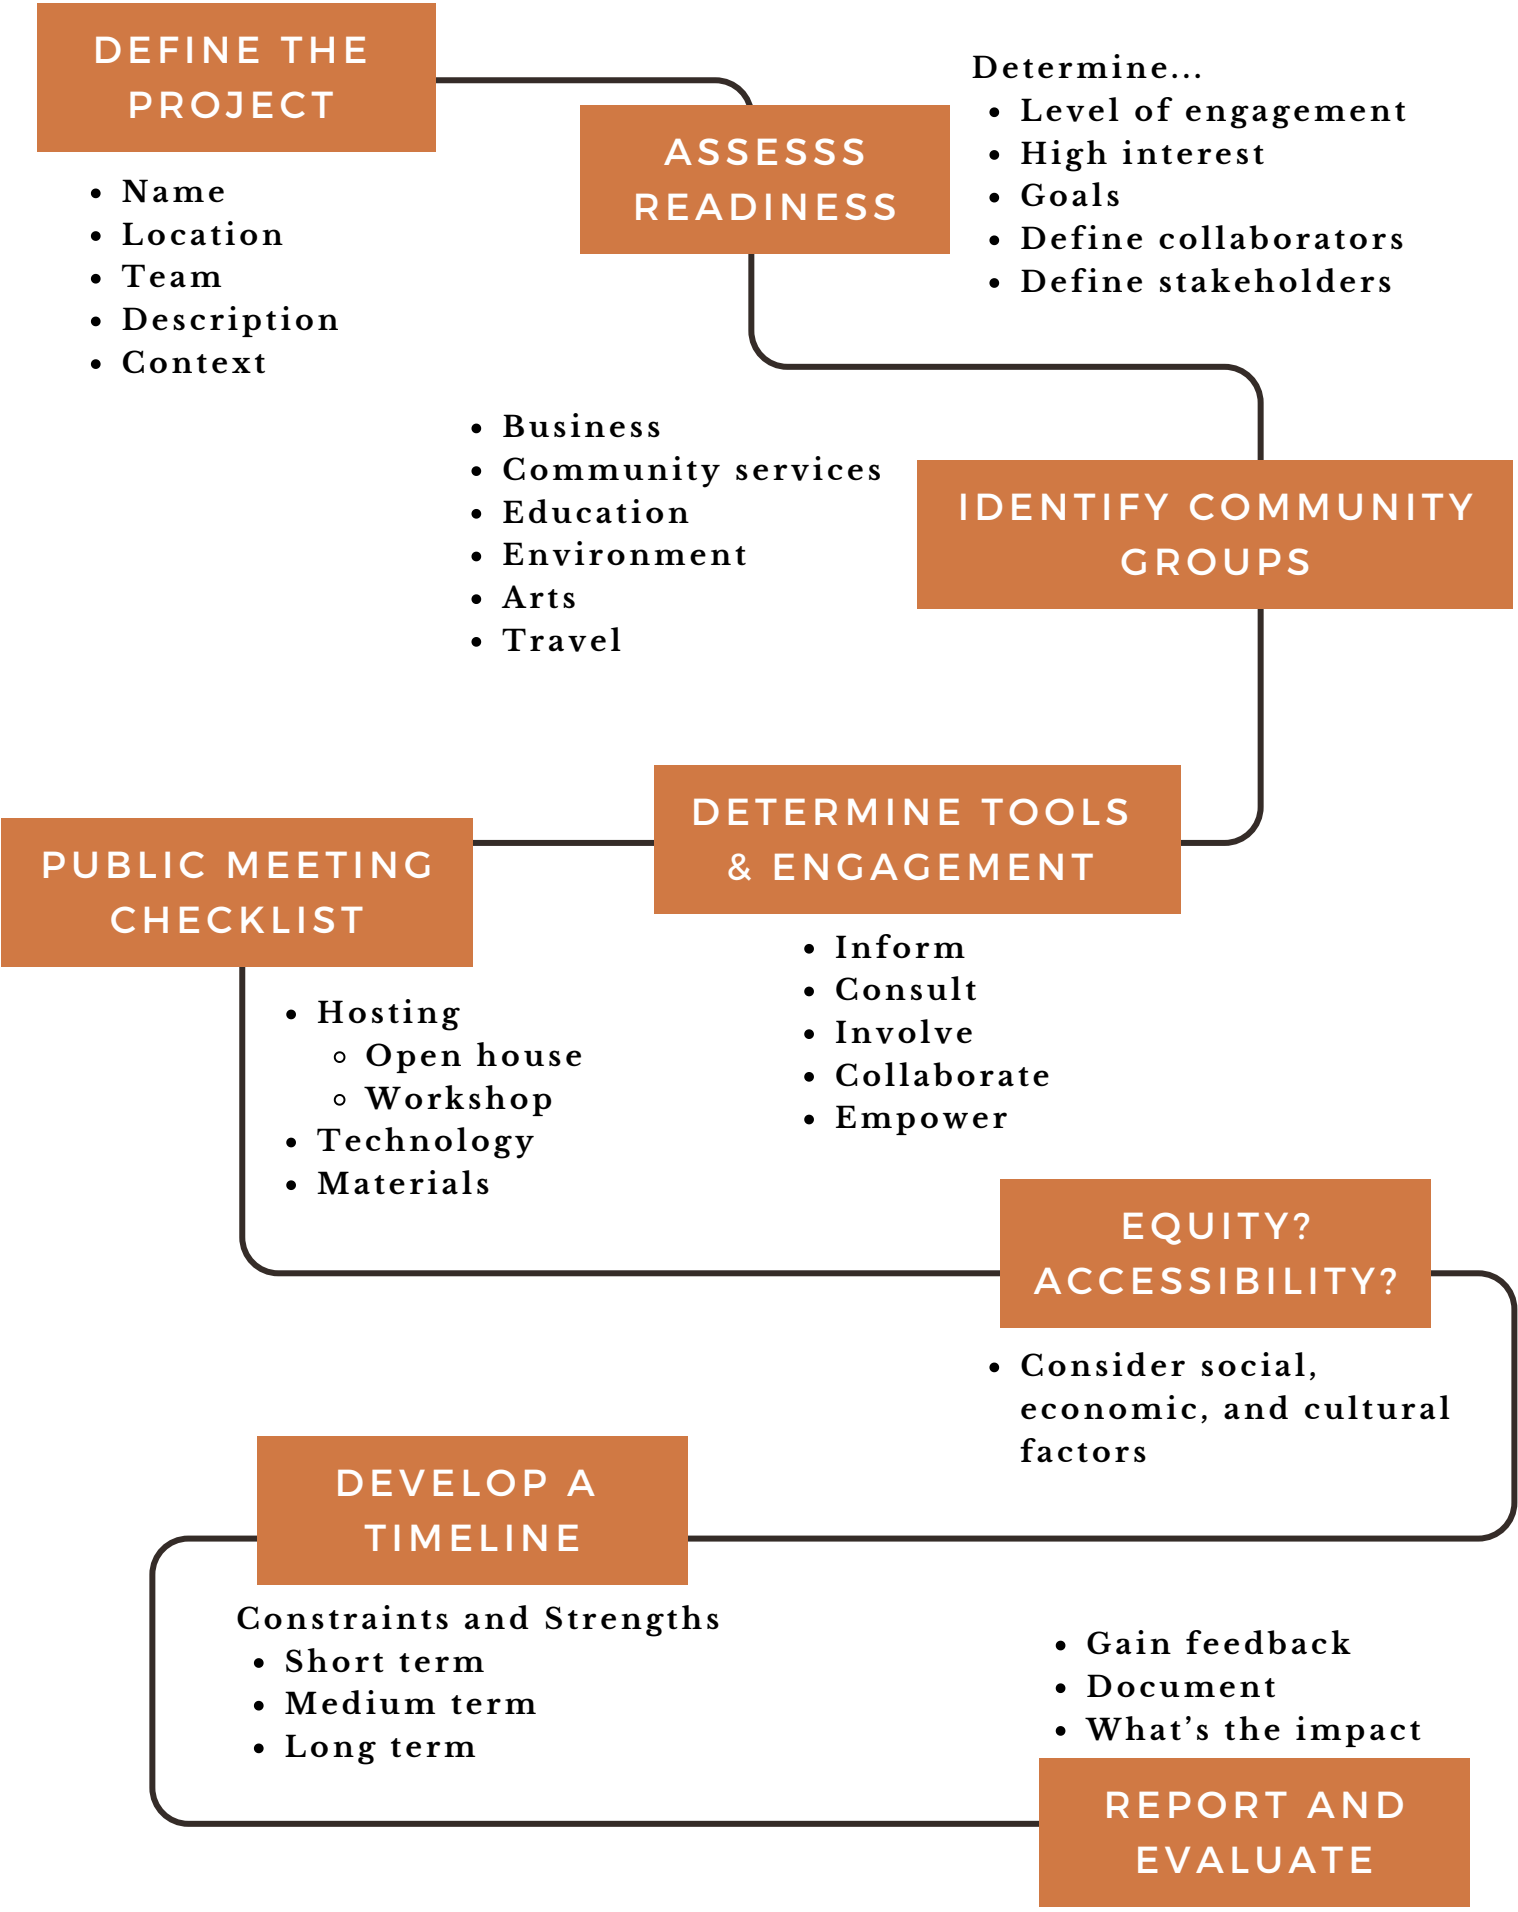 DEFINE THE
PROJECT
• Name
• Location
• Team
• Description
• Context
ASSESSS
READINESS
Determine...
• Level of engagement
• High interest
• Goals
• Define collaborators
• Define stakeholders
IDENTIFY COMMUNITY
GROUPS
• Business
• Community services
• Education
• Environment
• Arts
• Travel
DETERMINE TOOLS
& ENGAGEMENT
• Inform
• Consult
• Involve
• Collaborate
• Empower
PUBLIC MEETING
CHECKLIST
• Hosting
◦ Open house
◦ Workshop
• Technology
• Materials
EQUITY?
ACCESSIBILITY?
• Consider social,
economic, and cultural
factors
DEVELOP A
TIMELINE
Constraints and Strengths
• Short term
• Medium term
• Long term
• Gain feedback
• Document
• What’s the impact
REPORT AND
EVALUATE